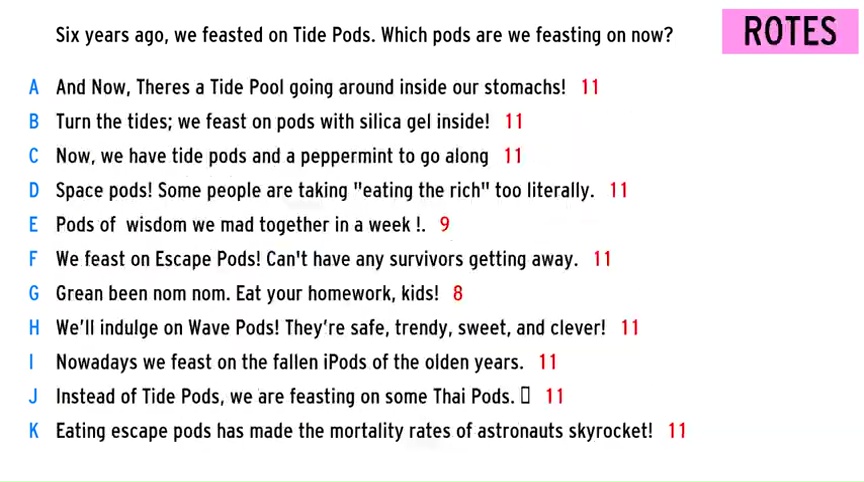 Six years ago, we feasted on Tide Pods. Which pods are we feasting on now?
ROTES
A And Now, Theres a Tide Pool going around inside our stomachs! 11
B Turn the tides; we feast on pods with silica gel inside! 11
C Now, we have tide pods and a peppermint to go along 11
D Space pods! Some people are taking "eating the rich" too literally. 11
E Pods of wisdom we mad together in a week !. 9
F We feast on Escape Pods! Can't have any survivors getting away. 11
G Grean been nom nom. Eat your homework, kids! 8
H We'll indulge on Wave Pods! They're safe, trendy, sweet, and clever! 11
I Nowadays we feast on the fallen iPods of the olden years. 11
J Instead of Tide Pods, we are feasting on some Thai Pods. 11
K Eating escape pods has made the mortality rates of astronauts skyrocket! 11